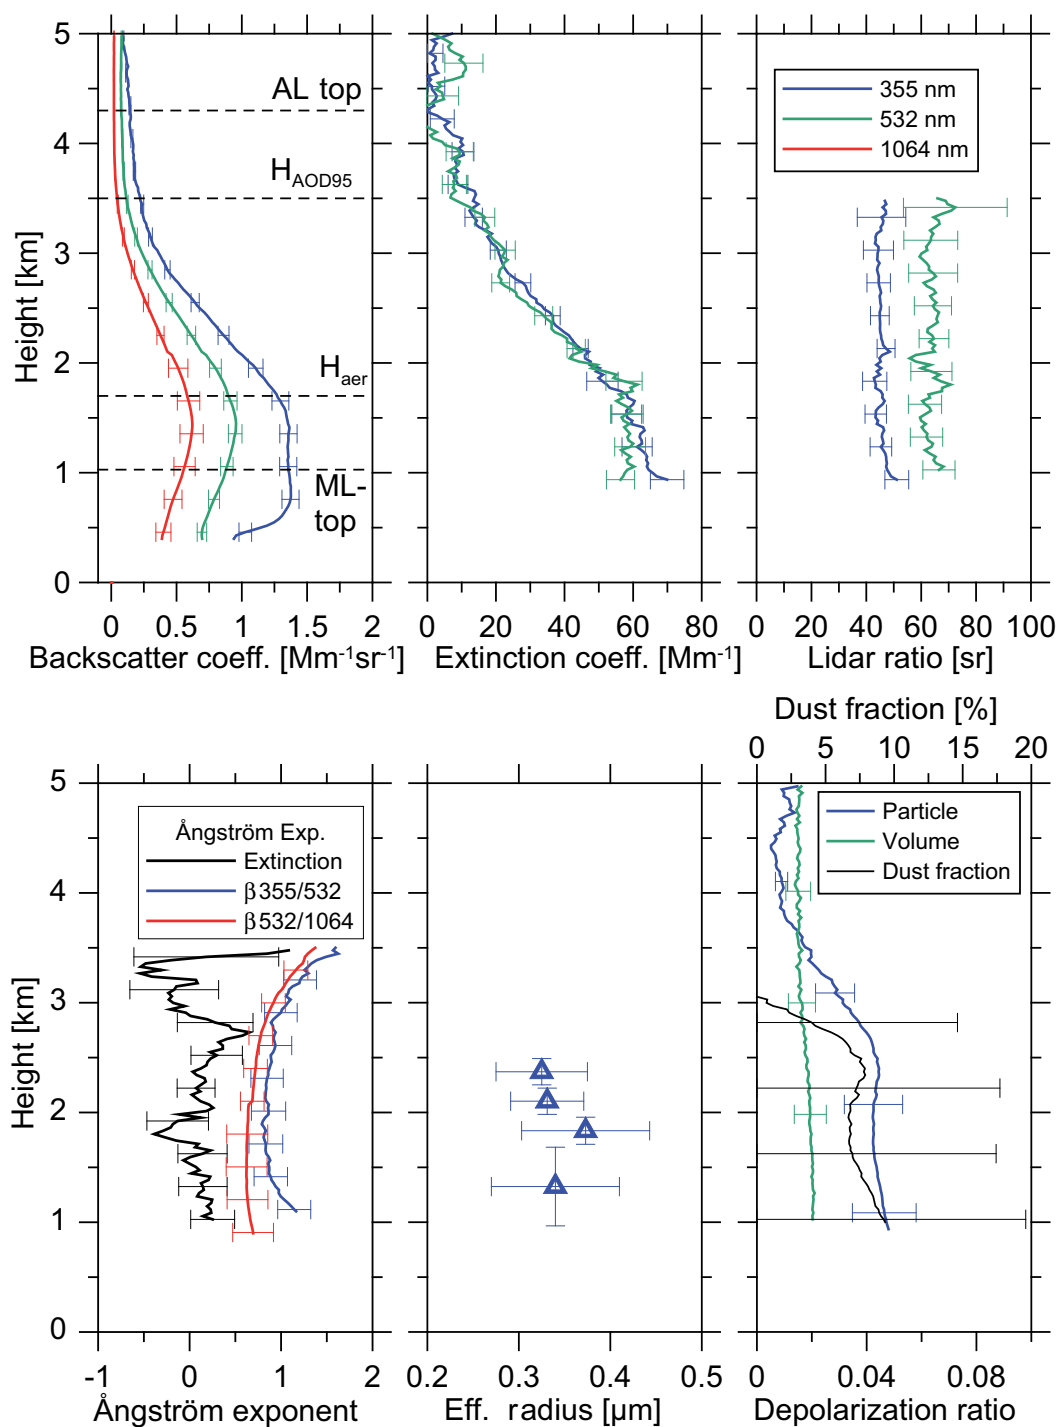 5
4
3
2
1
0
Height [km]
AL top
H_AOD95
H_aer
ML-
top
0 0.5 1 1.5 2
Backscatter coeff. [Mm⁻¹sr⁻¹]
0 20 40 60 80
Extinction coeff. [Mm⁻¹]
355 nm
532 nm
1064 nm
0 20 40 60 80 100
Lidar ratio [sr]
Dust fraction [%]
0 5 10 15 20
5
4
3
2
1
0
Height [km]
Ångström Exp.
Extinction
β355/532
β532/1064
-1 0 1 2
Ångström exponent
0.2 0.3 0.4 0.5
Eff. radius [µm]
Particle
Volume
Dust fraction
0 0.04 0.08
Depolarization ratio